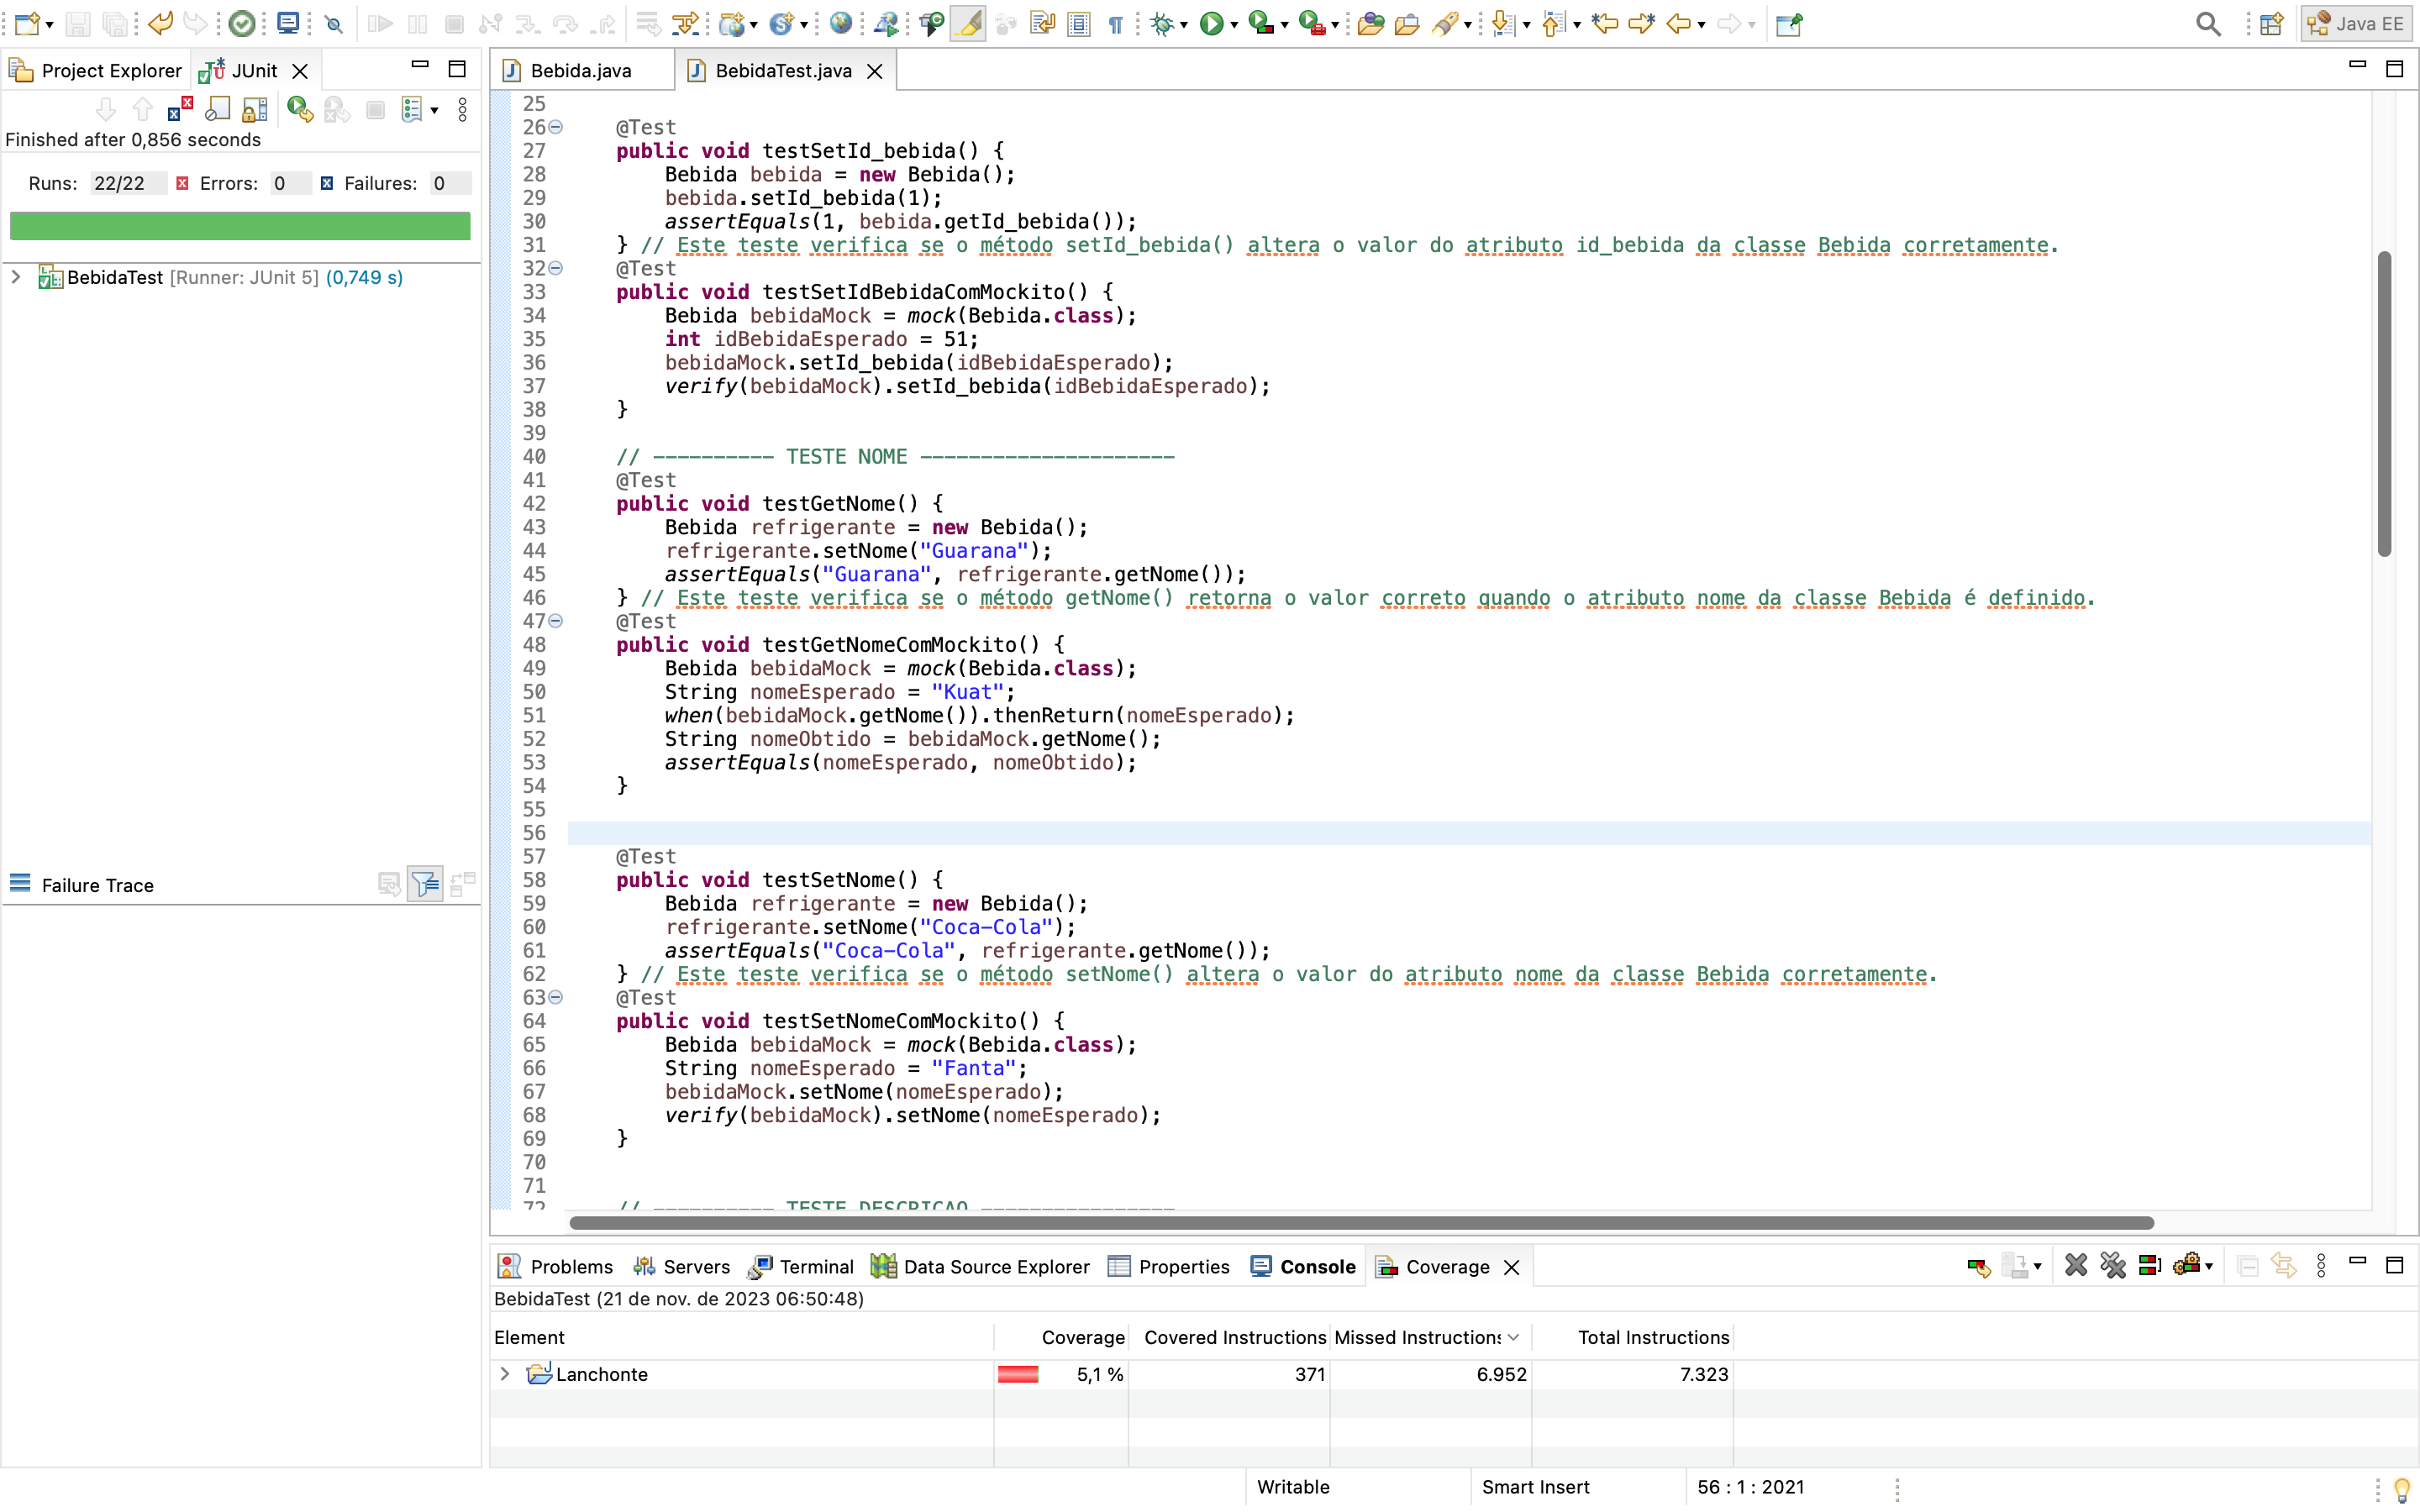 Java EE
Project Explorer
JUnit
Finished after 0,856 seconds
Runs: 22/22 Errors: 0 Failures: 0
BebidaTest [Runner: JUnit 5] (0,749 s)
Failure Trace
Bebida.java
BebidaTest.java
25
26 @Test
27 public void testSetId_bebida() {
28 Bebida bebida = new Bebida();
29 bebida.setId_bebida(1);
30 assertEquals(1, bebida.getId_bebida());
31 } // Este teste verifica se o método setId_bebida() altera o valor do atributo id_bebida da classe Bebida corretamente.
32 @Test
33 public void testSetIdBebidaComMockito() {
34 Bebida bebidaMock = mock(Bebida.class);
35 int idBebidaEsperado = 51;
36 bebidaMock.setId_bebida(idBebidaEsperado);
37 verify(bebidaMock).setId_bebida(idBebidaEsperado);
38 }
39
40 // ---------- TESTE NOME ---------------------
41 @Test
42 public void testGetNome() {
43 Bebida refrigerante = new Bebida();
44 refrigerante.setNome("Guarana");
45 assertEquals("Guarana", refrigerante.getNome());
46 } // Este teste verifica se o método getNome() retorna o valor correto quando o atributo nome da classe Bebida é definido.
47 @Test
48 public void testGetNomeComMockito() {
49 Bebida bebidaMock = mock(Bebida.class);
50 String nomeEsperado = "Kuat";
51 when(bebidaMock.getNome()).thenReturn(nomeEsperado);
52 String nomeObtido = bebidaMock.getNome();
53 assertEquals(nomeEsperado, nomeObtido);
54 }
55
56
57 @Test
58 public void testSetNome() {
59 Bebida refrigerante = new Bebida();
60 refrigerante.setNome("Coca-Cola");
61 assertEquals("Coca-Cola", refrigerante.getNome());
62 } // Este teste verifica se o método setNome() altera o valor do atributo nome da classe Bebida corretamente.
63 @Test
64 public void testSetNomeComMockito() {
65 Bebida bebidaMock = mock(Bebida.class);
66 String nomeEsperado = "Fanta";
67 bebidaMock.setNome(nomeEsperado);
68 verify(bebidaMock).setNome(nomeEsperado);
69 }
70
71
72 // ---------- TESTE DESCRICAO ----------------
Problems Servers Terminal Data Source Explorer Properties Console Coverage
BebidaTest (21 de nov. de 2023 06:50:48)
Element Coverage Covered Instructions Missed Instructions Total Instructions
Lanchonte 5,1 % 371 6.952 7.323
Writable Smart Insert 56 : 1 : 2021